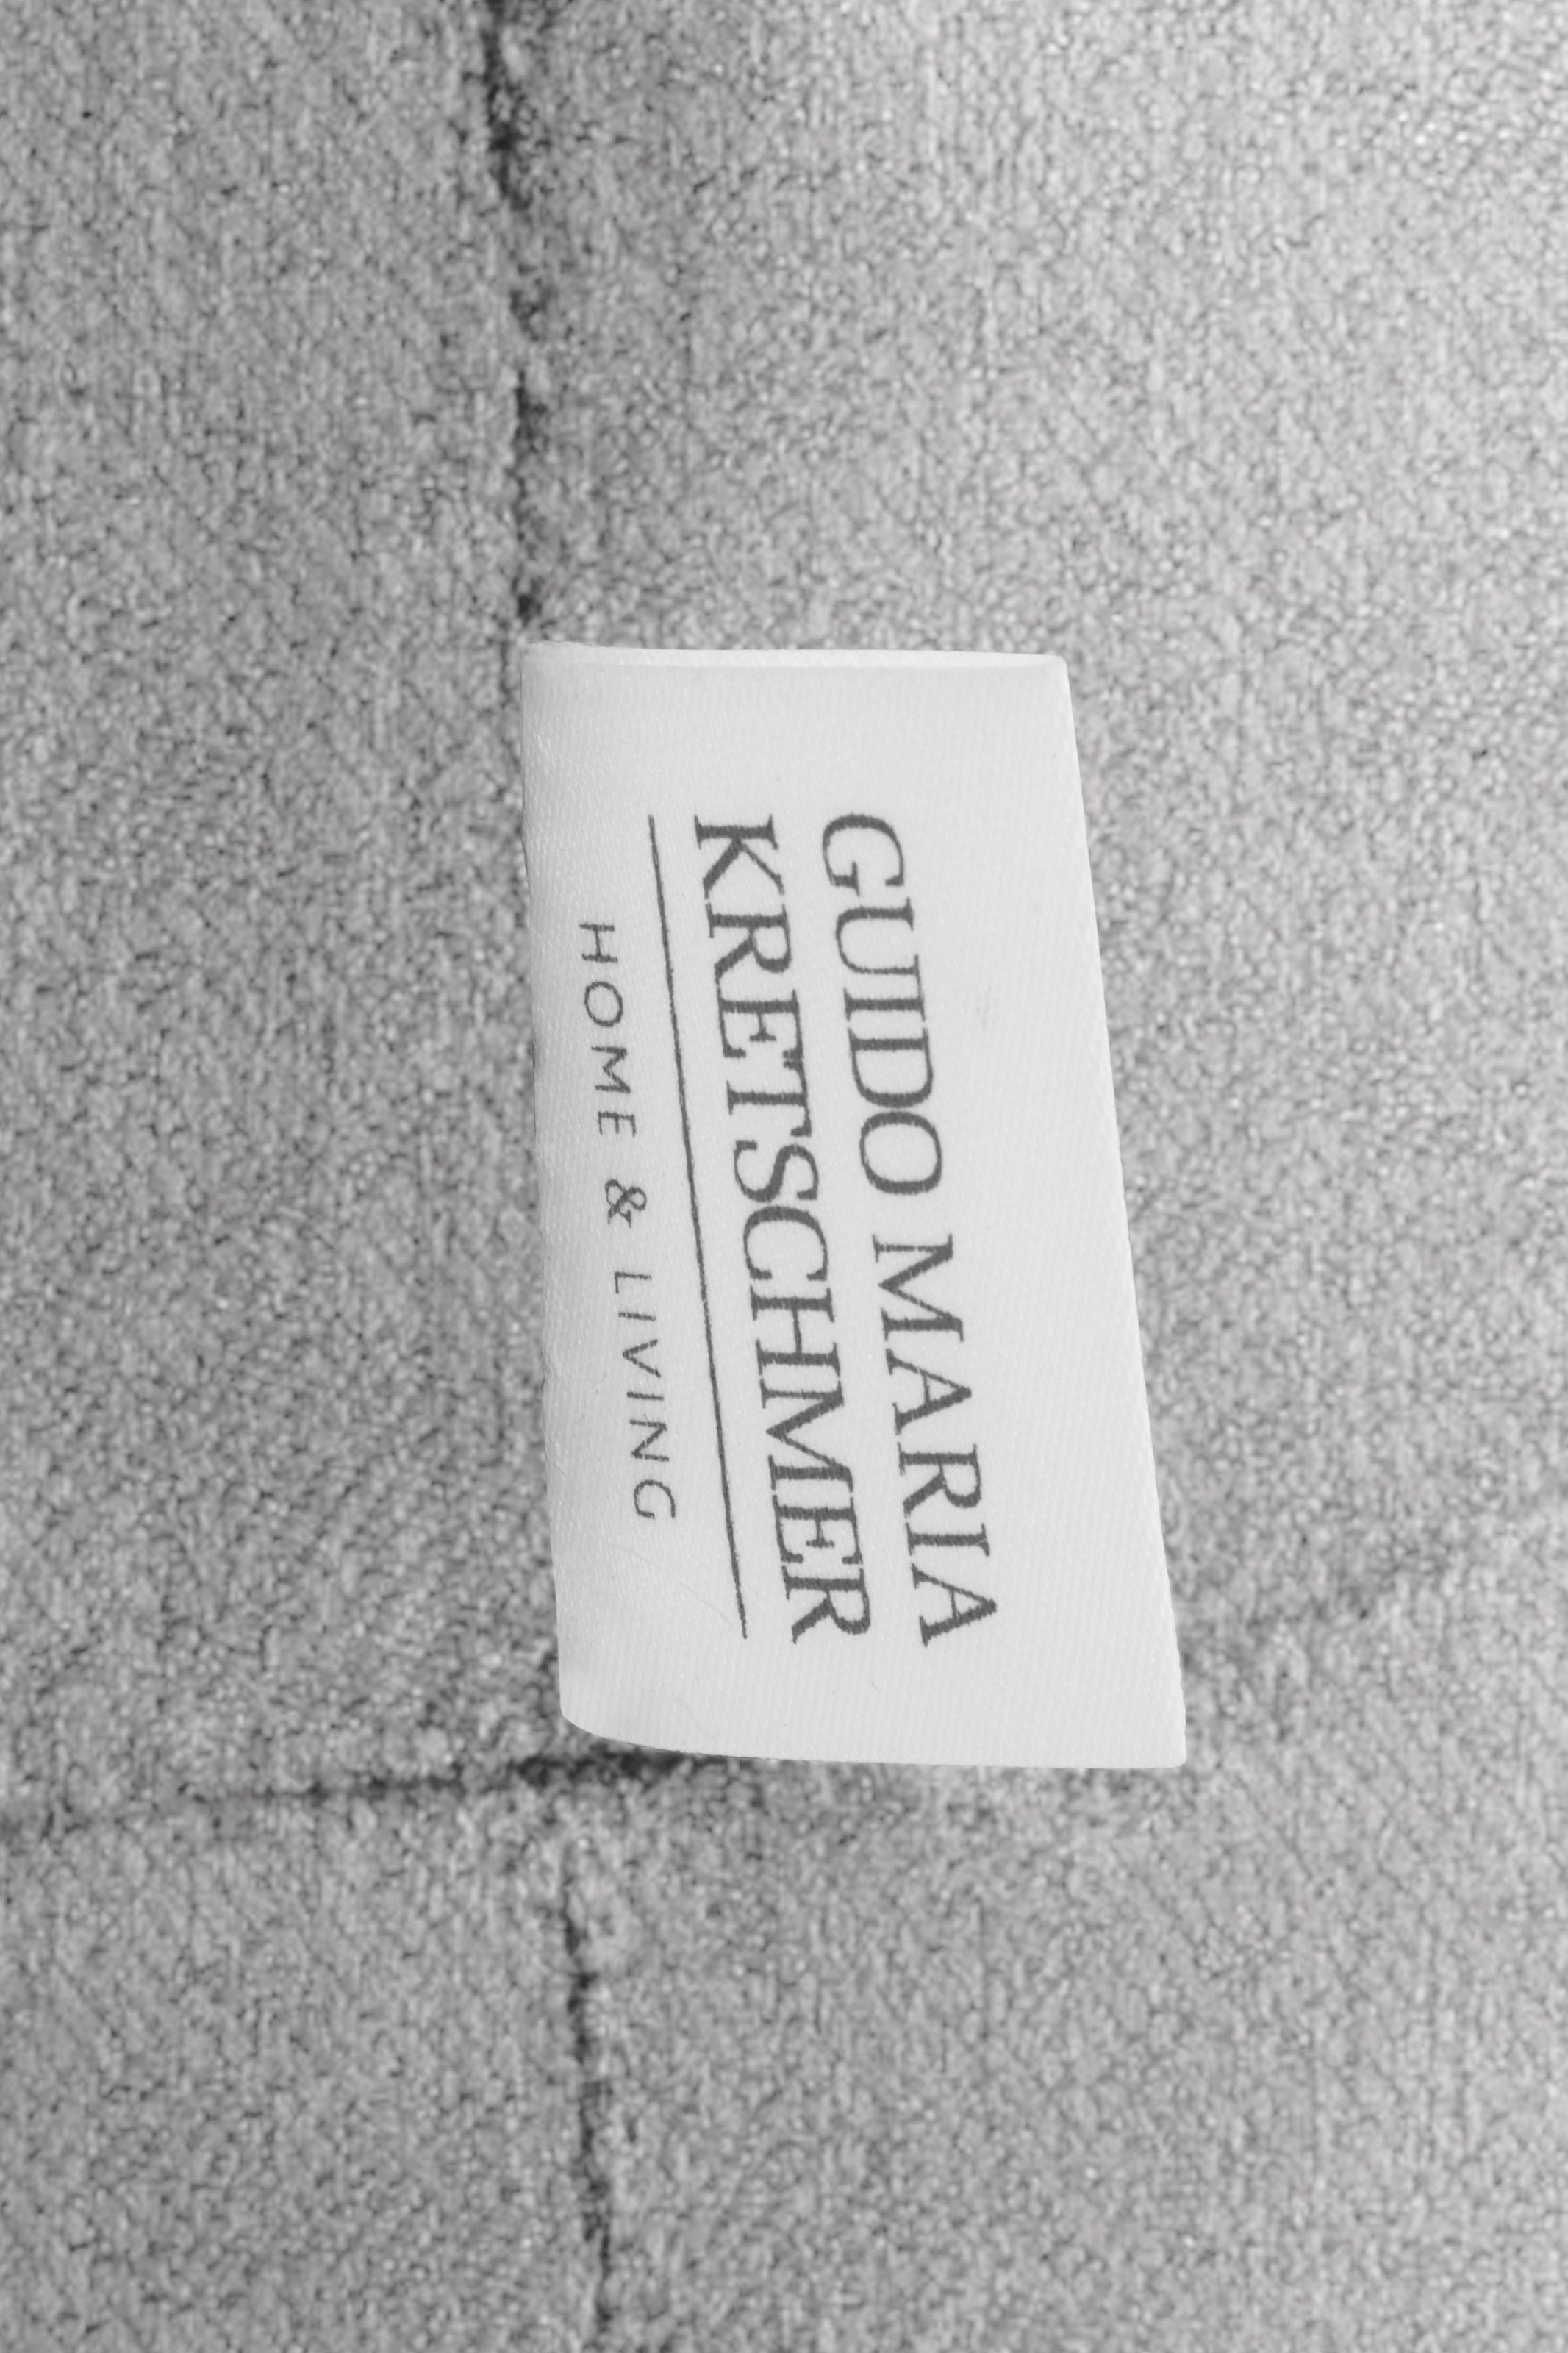 GUIDO MARIA
KRETSCHMER
HOME & LIVING